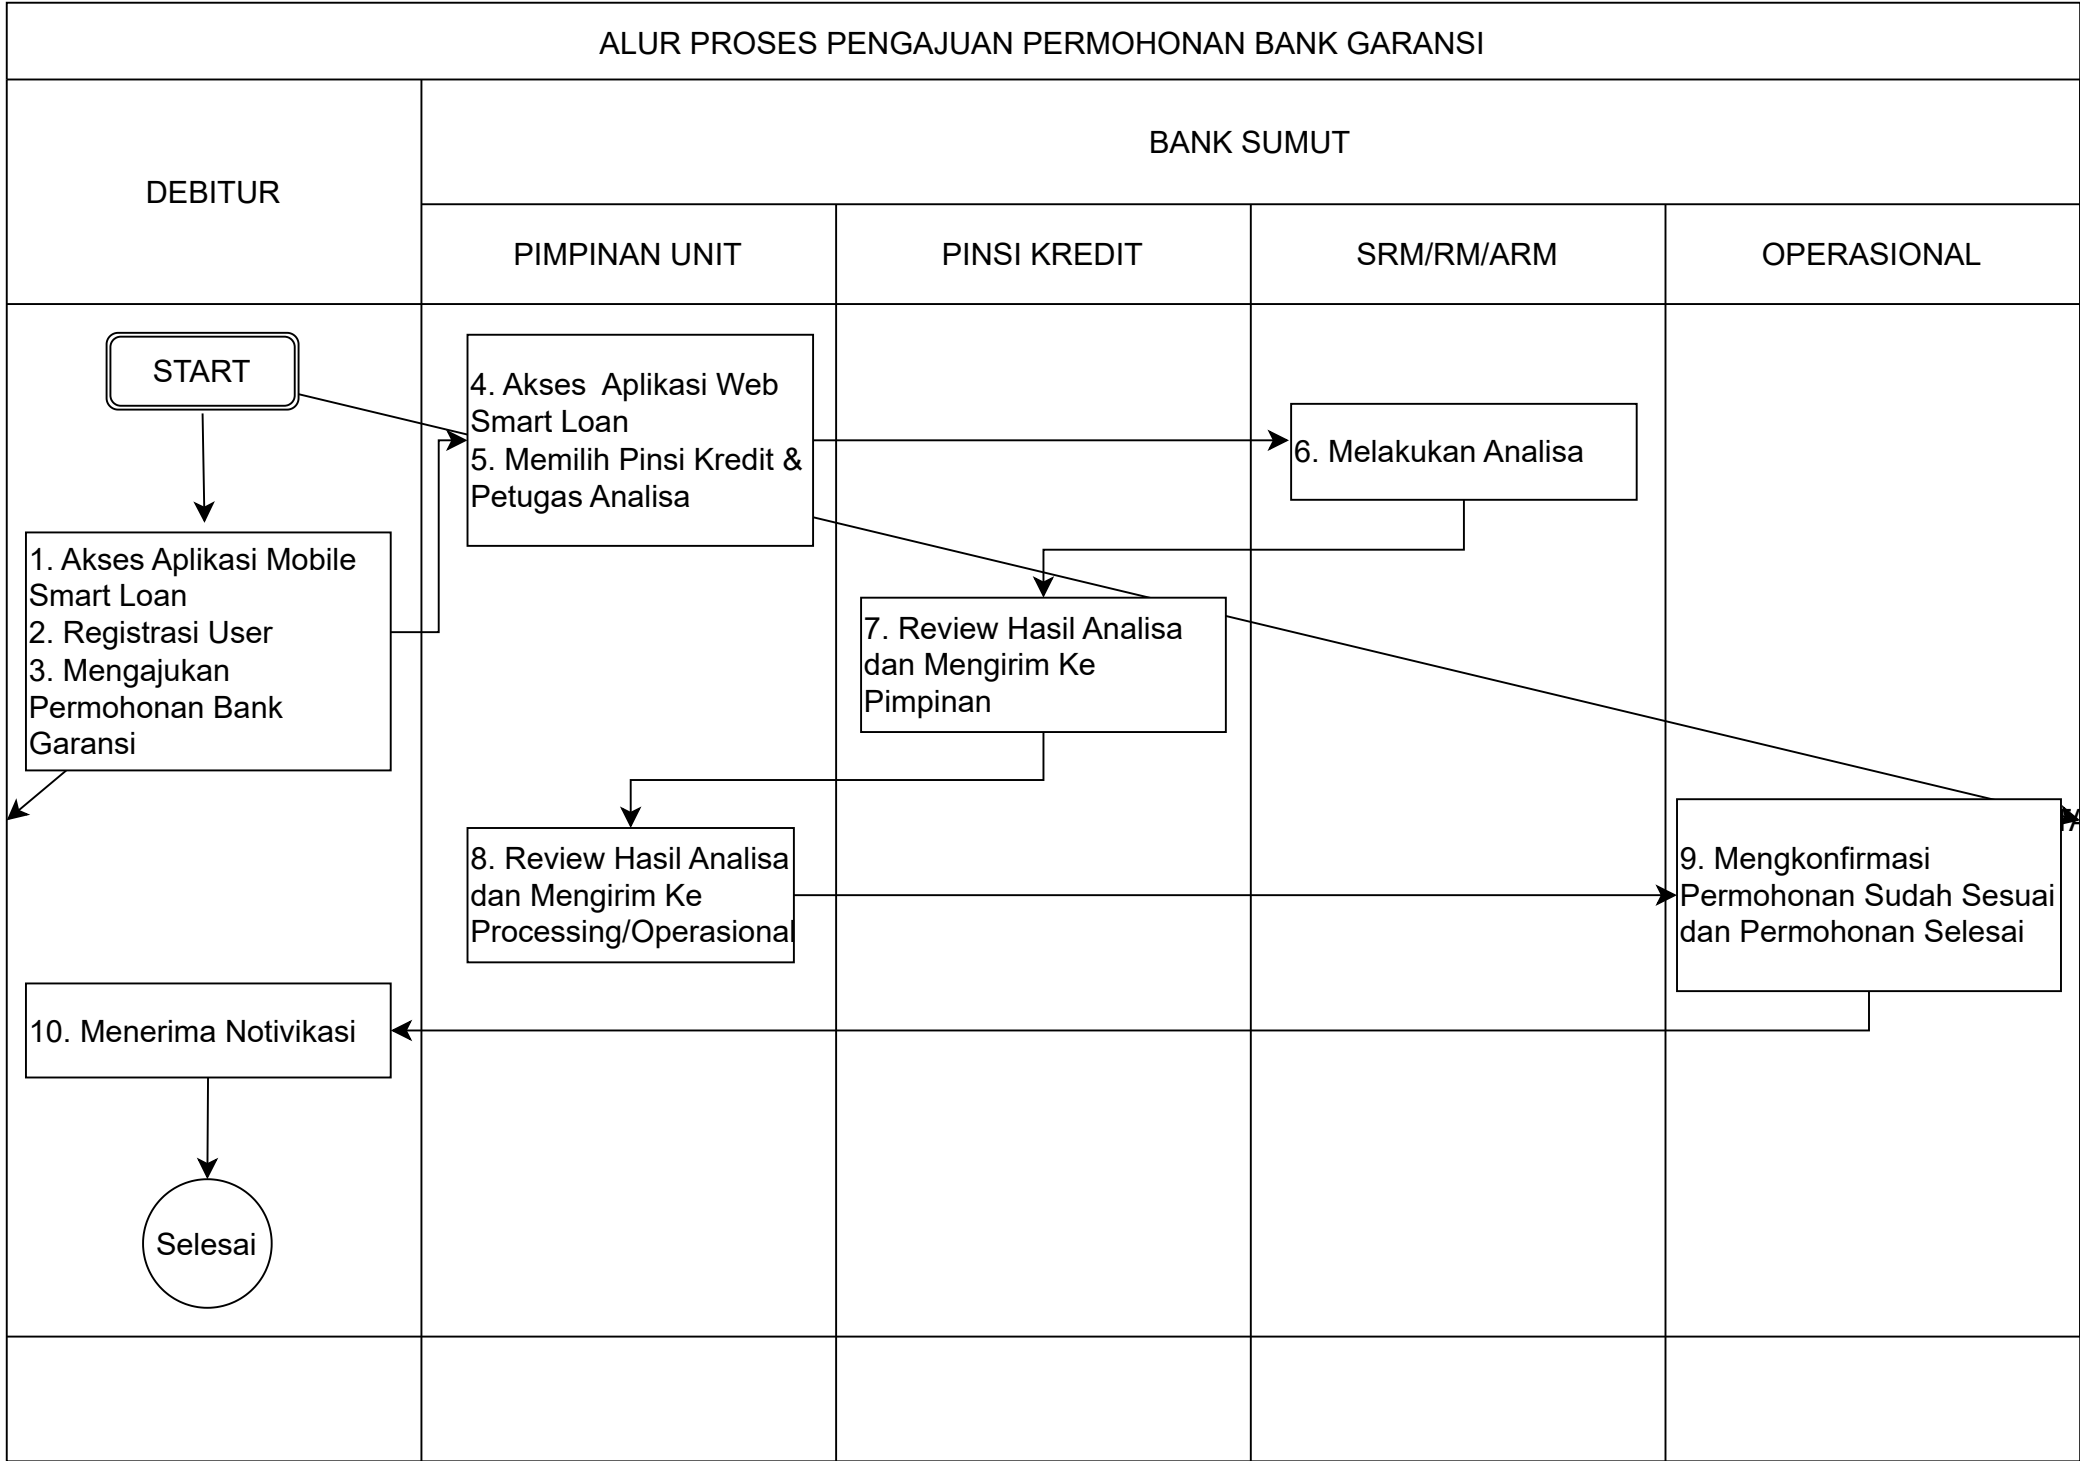 ALUR PROSES PENGAJUAN PERMOHONAN BANK GARANSI
DEBITUR
BANK SUMUT
PIMPINAN UNIT
PINSI KREDIT
SRM/RM/ARM
OPERASIONAL
START
4. Akses  Aplikasi Web
Smart Loan
5. Memilih Pinsi Kredit &
Petugas Analisa
6. Melakukan Analisa
1. Akses Aplikasi Mobile
Smart Loan
2. Registrasi User
3. Mengajukan
Permohonan Bank
Garansi
7. Review Hasil Analisa
dan Mengirim Ke
Pimpinan
8. Review Hasil Analisa
dan Mengirim Ke
Processing/Operasional
9. Mengkonfirmasi
Permohonan Sudah Sesuai
dan Permohonan Selesai
10. Menerima Notivikasi
Selesai